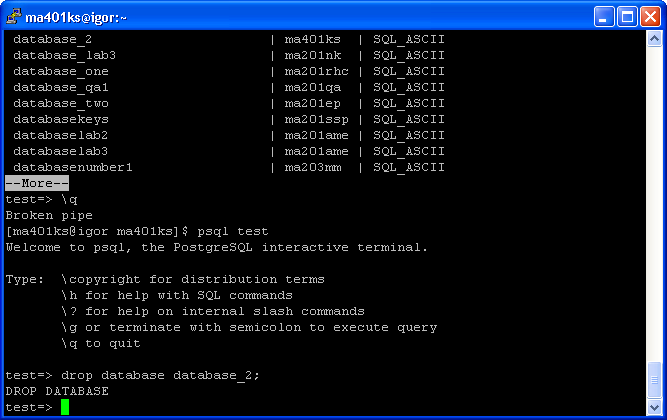 ma401ks@igor:~
database_2 | ma401ks | SQL_ASCII
database_lab3 | ma201nk | SQL_ASCII
database_one | ma201rhc | SQL_ASCII
database_qa1 | ma201qa | SQL_ASCII
database_two | ma201ep | SQL_ASCII
databasekeys | ma201ssp | SQL_ASCII
databaselab2 | ma201ame | SQL_ASCII
databaselab3 | ma201ame | SQL_ASCII
databasenumber1 | ma203mm | SQL_ASCII
--More--
test=> \q
Broken pipe
[ma401ks@igor ma401ks]$ psql test
Welcome to psql, the PostgreSQL interactive terminal.
Type:  \copyright for distribution terms
\h for help with SQL commands
\? for help on internal slash commands
\g or terminate with semicolon to execute query
\q to quit
test=> drop database database_2;
DROP DATABASE
test=>